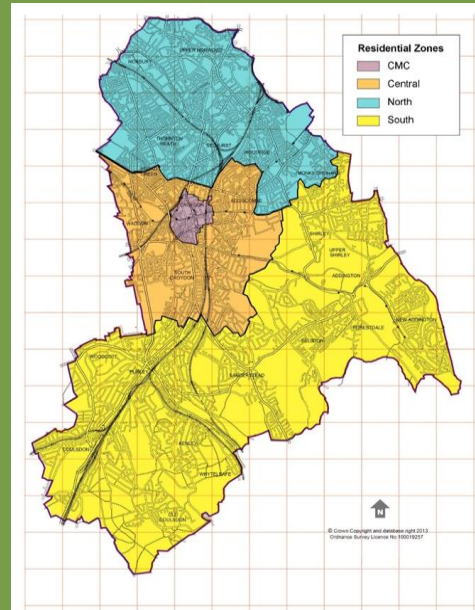 Residential Zones
CMC
Central
North
South
UPPER NORWOOD
NORBURY
THORNTON
HEATH
SELHURST
WOODSIDE
MONKS ORCHARD
ADDISCOMBE
WADDON
SOUTH
CROYDON
SHIRLEY
UPPER
SHIRLEY
ADDINGTON
NEW ADDINGTON
FORESTDALE
SELSDON
SANDERSTEAD
WOODCOTE
PURLEY
KENLEY
COULSDON
WHYTELEAFE
OLD
COULSDON
N
© Crown Copyright and database right 2013
Ordnance Survey Licence No 100019257